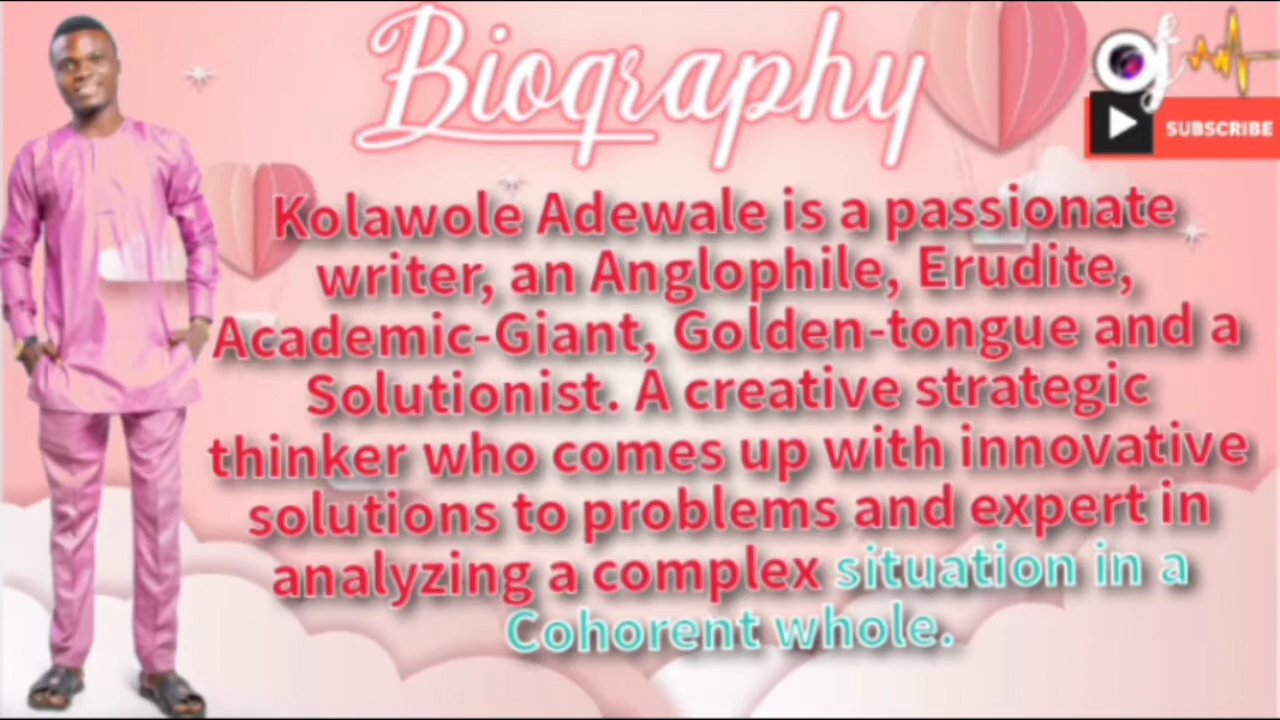 Biography
SUBSCRIBE
Kolawole Adewale is a passionate
writer, an Anglophile, Erudite,
Academic-Giant, Golden-tongue and a
Solutionist. A creative strategic
thinker who comes up with innovative
solutions to problems and expert in
analyzing a complex situation in a
Cohorent whole.